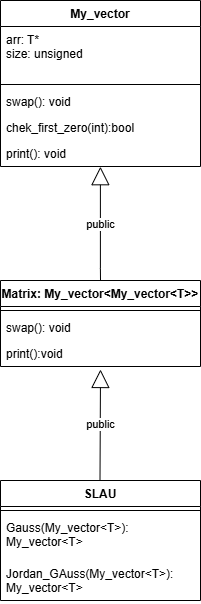 My_vector
arr: T*
size: unsigned
swap(): void
chek_first_zero(int):bool
print(): void
public
Matrix: My_vector<My_vector<T>>
swap(): void
print():void
public
SLAU
Gauss(My_vector<T>):
My_vector<T>
Jordan_GAuss(My_vector<T>):
My_vector<T>